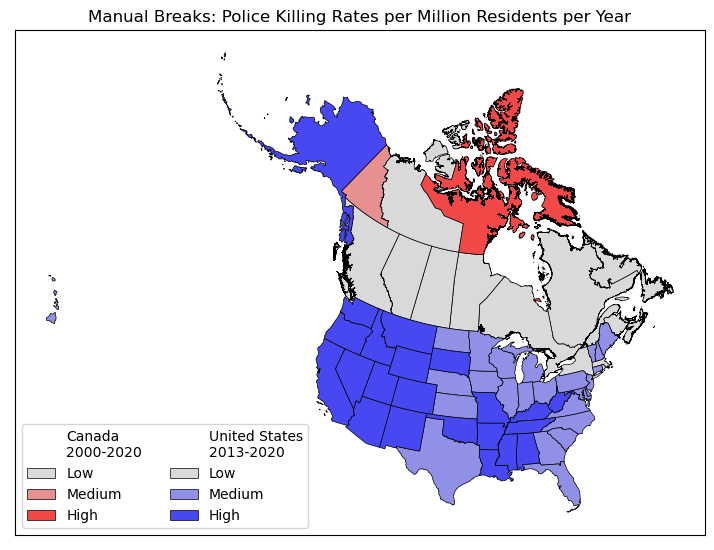 Manual Breaks: Police Killing Rates per Million Residents per Year
Canada
2000-2020
Low
Medium
High
United States
2013-2020
Low
Medium
High